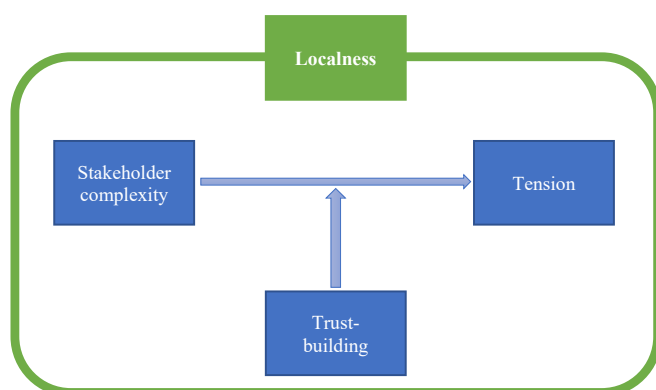 Localness
Stakeholder
complexity
Tension
Trust-
building